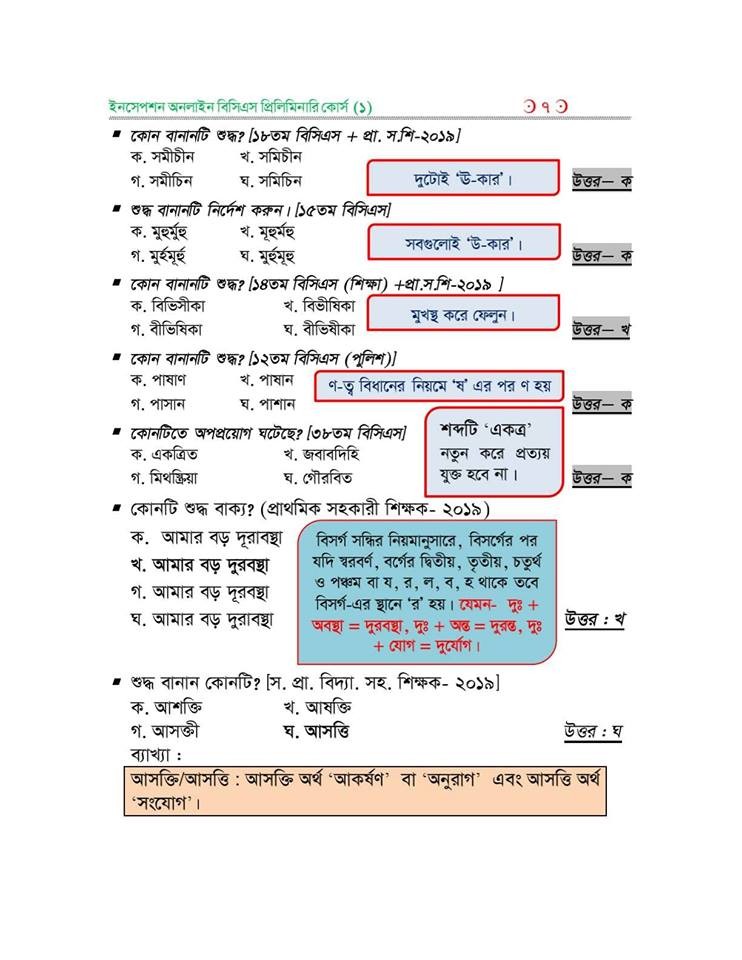 ইনসেপশন অনলাইন বিসিএস প্রিলিমিনারি কোর্স (১)
▪ কোন বানানটি শুদ্ধ? [১৮তম বিসিএস + প্রা. স.শি-২০১৯]
ক. সমীচীন খ. সমিচীন
গ. সমীচিন ঘ. সমিচিন
দুটোই ‘ঊ-কার’।
উত্তর– ক
▪ শুদ্ধ বানানটি নির্দেশ করুন। [১৫তম বিসিএস]
ক. মুহুর্মুহু খ. মূহুর্মহু
গ. মুর্হমূর্হু ঘ. মুর্হুমূহু
সবগুলোই ‘উ-কার’।
উত্তর– ক
▪ কোন বানানটি শুদ্ধ? [১৪তম বিসিএস (শিক্ষা) +প্রা.স.শি-২০১৯ ]
ক. বিভিসীকা খ. বিভীষিকা
গ. বীভিষিকা ঘ. বীভিষীকা
মুখস্থ করে ফেলুন।
উত্তর– খ
▪ কোন বানানটি শুদ্ধ? [১২তম বিসিএস (পুলিশ)]
ক. পাষাণ খ. পাষান
গ. পাসান ঘ. পাশান
ণ-ত্ব বিধানের নিয়মে ‘ষ’ এর পর ণ হয়
উত্তর– ক
▪ কোনটিতে অপপ্রয়োগ ঘটেছে? [৩৮তম বিসিএস]
ক. একত্রিত খ. জবাবদিহি
গ. মিথস্ক্রিয়া ঘ. গৌরবিত
শব্দটি ‘একত্র’
নতুন করে প্রত্যয়
যুক্ত হবে না।
উত্তর– ক
▪ কোনটি শুদ্ধ বাক্য? (প্রাথমিক সহকারী শিক্ষক- ২০১৯)
ক. আমার বড় দূরাবস্থা
খ. আমার বড় দুরবস্থা
গ. আমার বড় দূরবস্থা
ঘ. আমার বড় দুরাবস্থা
বিসর্গ সন্ধির নিয়মানুসারে, বিসর্গের পর
যদি স্বরবর্ণ, বর্গের দ্বিতীয়, তৃতীয়, চতুর্থ
ও পঞ্চম বা য, র, ল, ব, হ থাকে তবে
বিসর্গ-এর স্থানে ‘র’ হয়। যেমন- দুঃ +
অবস্থা = দুরবস্থা, দুঃ + অন্ত = দুরন্ত, দুঃ
+ যোগ = দুর্যোগ।
উত্তর : খ
▪ শুদ্ধ বানান কোনটি? [স. প্রা. বিদ্যা. সহ. শিক্ষক- ২০১৯]
ক. আশক্তি খ. আষক্তি
গ. আসক্তী ঘ. আসত্তি
উত্তর : ঘ
ব্যাখ্যা :
আসক্তি/আসত্তি : আসক্তি অর্থ ‘আকর্ষণ’ বা ‘অনুরাগ’ এবং আসত্তি অর্থ
‘সংযোগ’।